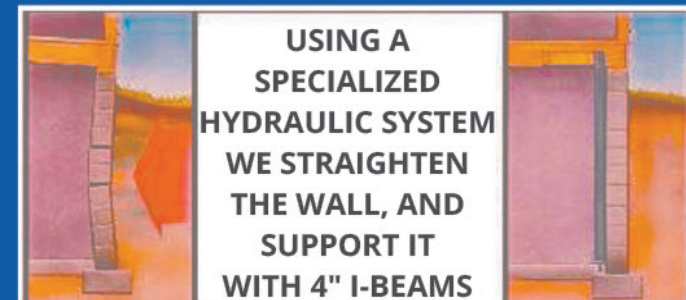 USING A
SPECIALIZED
HYDRAULIC SYSTEM
WE STRAIGHTEN
THE WALL, AND
SUPPORT IT
WITH 4" I-BEAMS